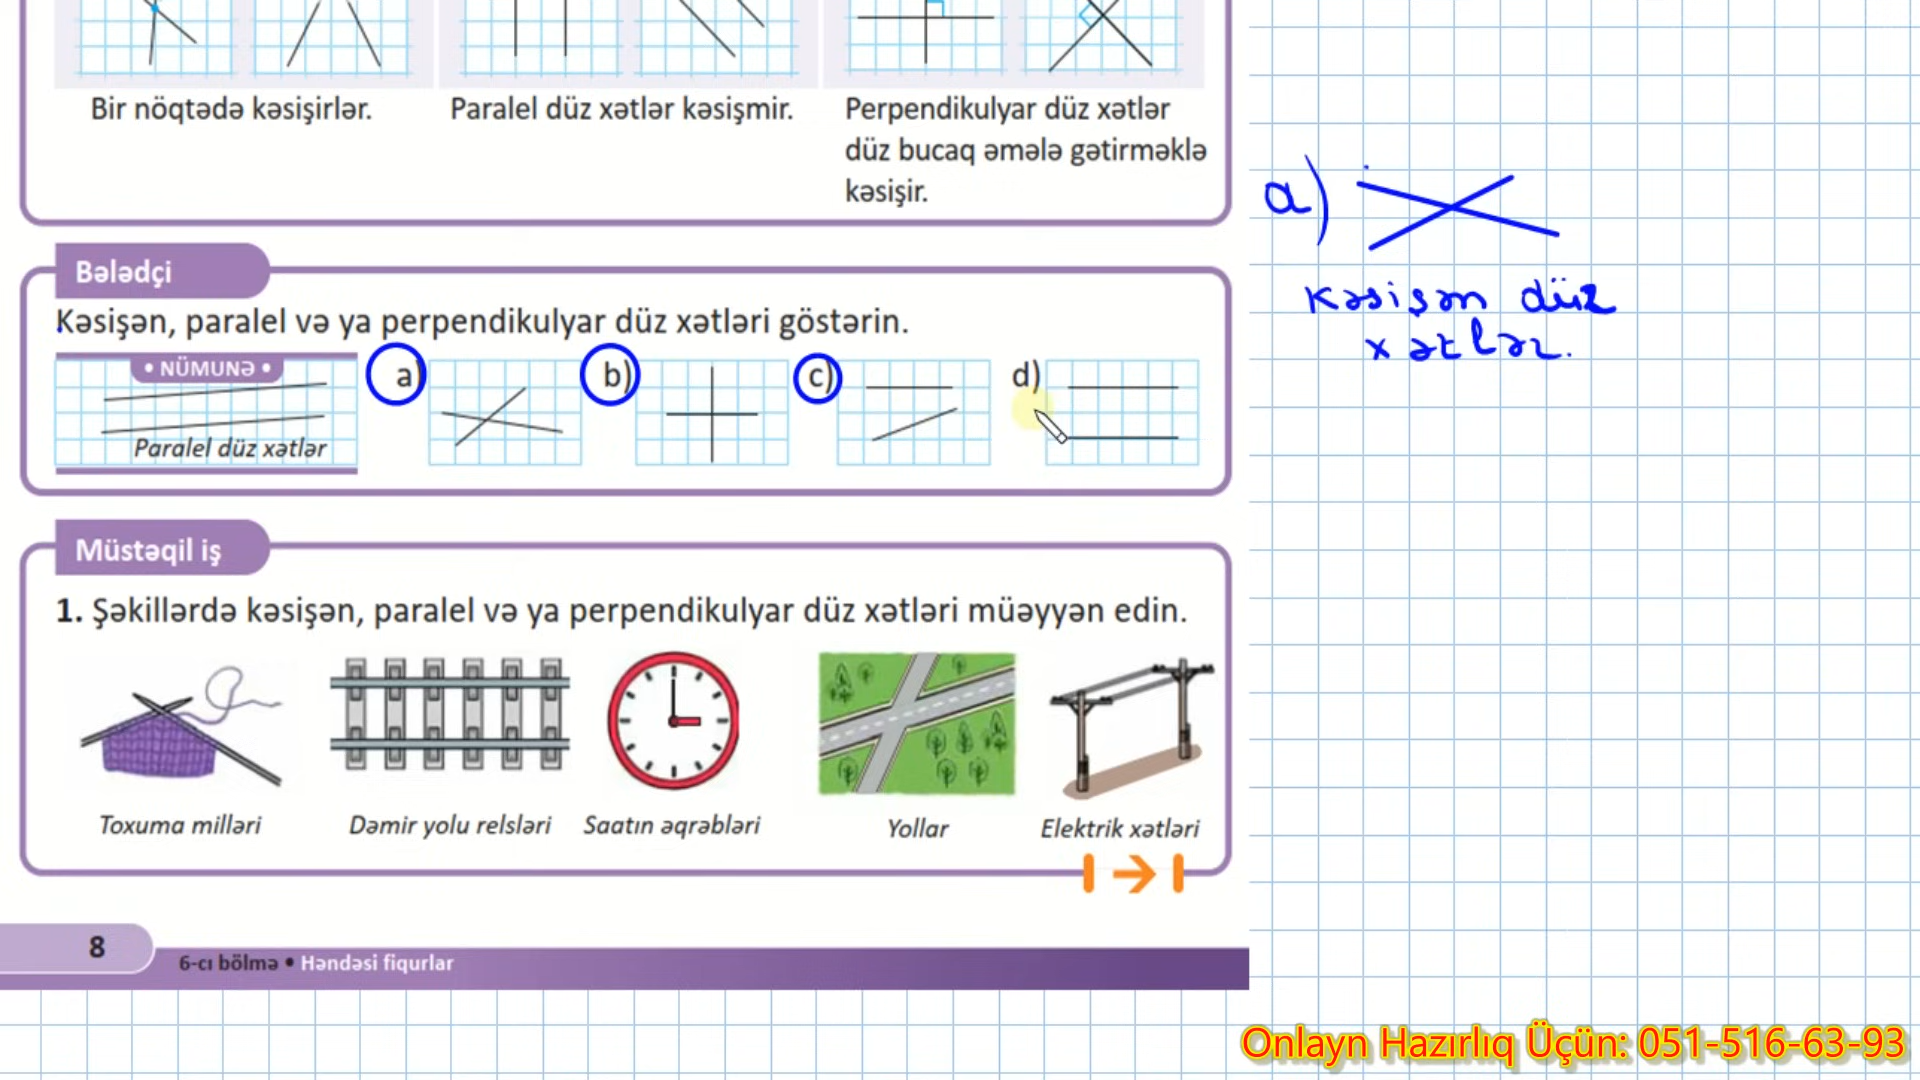 Bir nöqtədə kəsişirlər.
Paralel düz xətlər kəsişmir.
Perpendikulyar düz xətlər
düz bucaq əmələ gətirməklə
kəsişir.
Bələdçi
Kəsişən, paralel və ya perpendikulyar düz xətləri göstərin.
• NÜMUNƏ •
Paralel düz xətlər
a)
b)
c)
d)
Müstəqil iş
1. Şəkillərdə kəsişən, paralel və ya perpendikulyar düz xətləri müəyyən edin.
Toxuma milləri
Dəmir yolu relsləri
Saatın əqrəbləri
Yollar
Elektrik xətləri
8
6-cı bölmə • Həndəsi fiqurlar
a)
Kəsişən düz
xətlər.
Onlayn Hazırlıq Üçün: 051-516-63-93